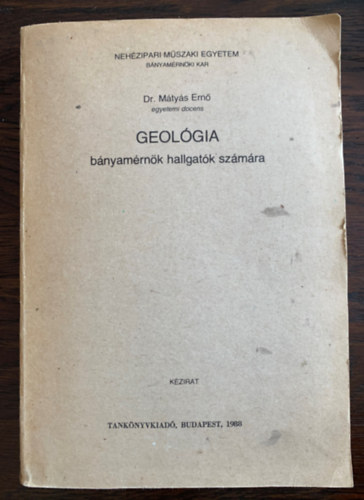 NEHÉZIPARI MŰSZAKI EGYETEM
BÁNYAMÉRNÖKI KAR
Dr. Mátyás Ernő
egyetemi docens
GEOLÓGIA
bányamérnök hallgatók számára
KÉZIRAT
TANKÖNYVKIADÓ, BUDAPEST, 1988